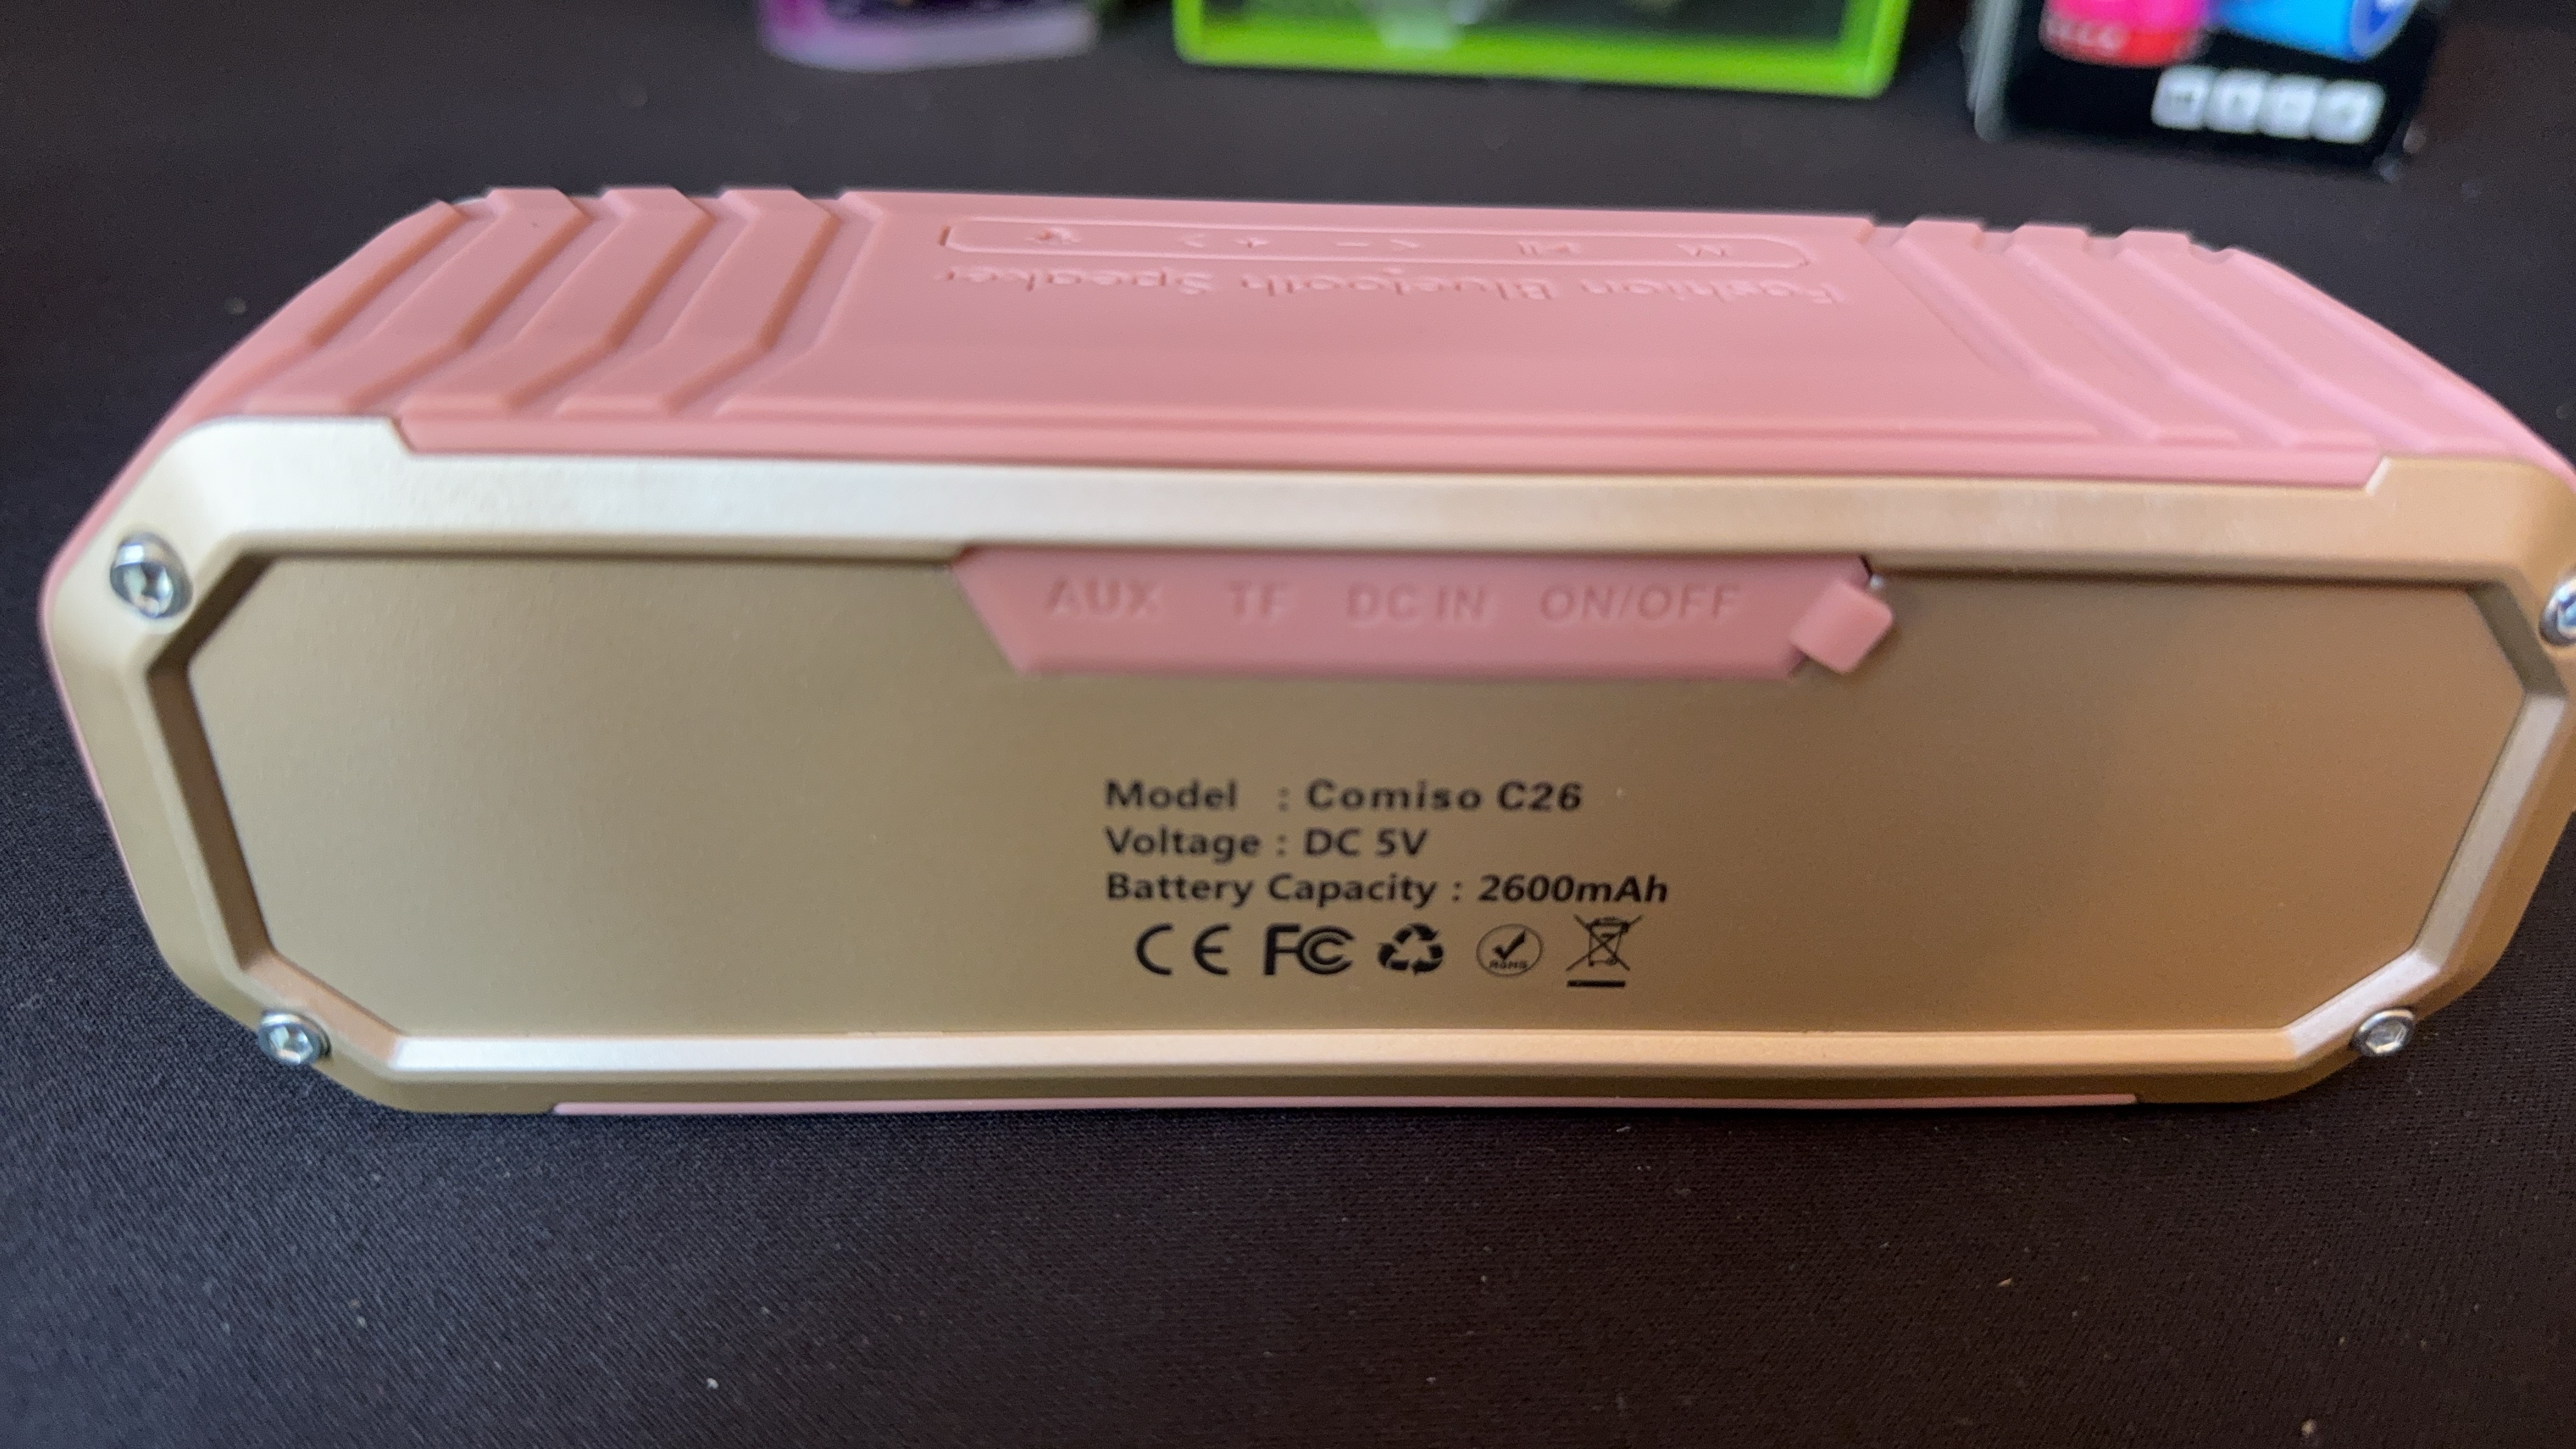 Fashion Bluetooth Speaker
AUX TF DC IN ON/OFF
Model : Comiso C26
Voltage : DC 5V
Battery Capacity : 2600mAh
CE FC
RoHS